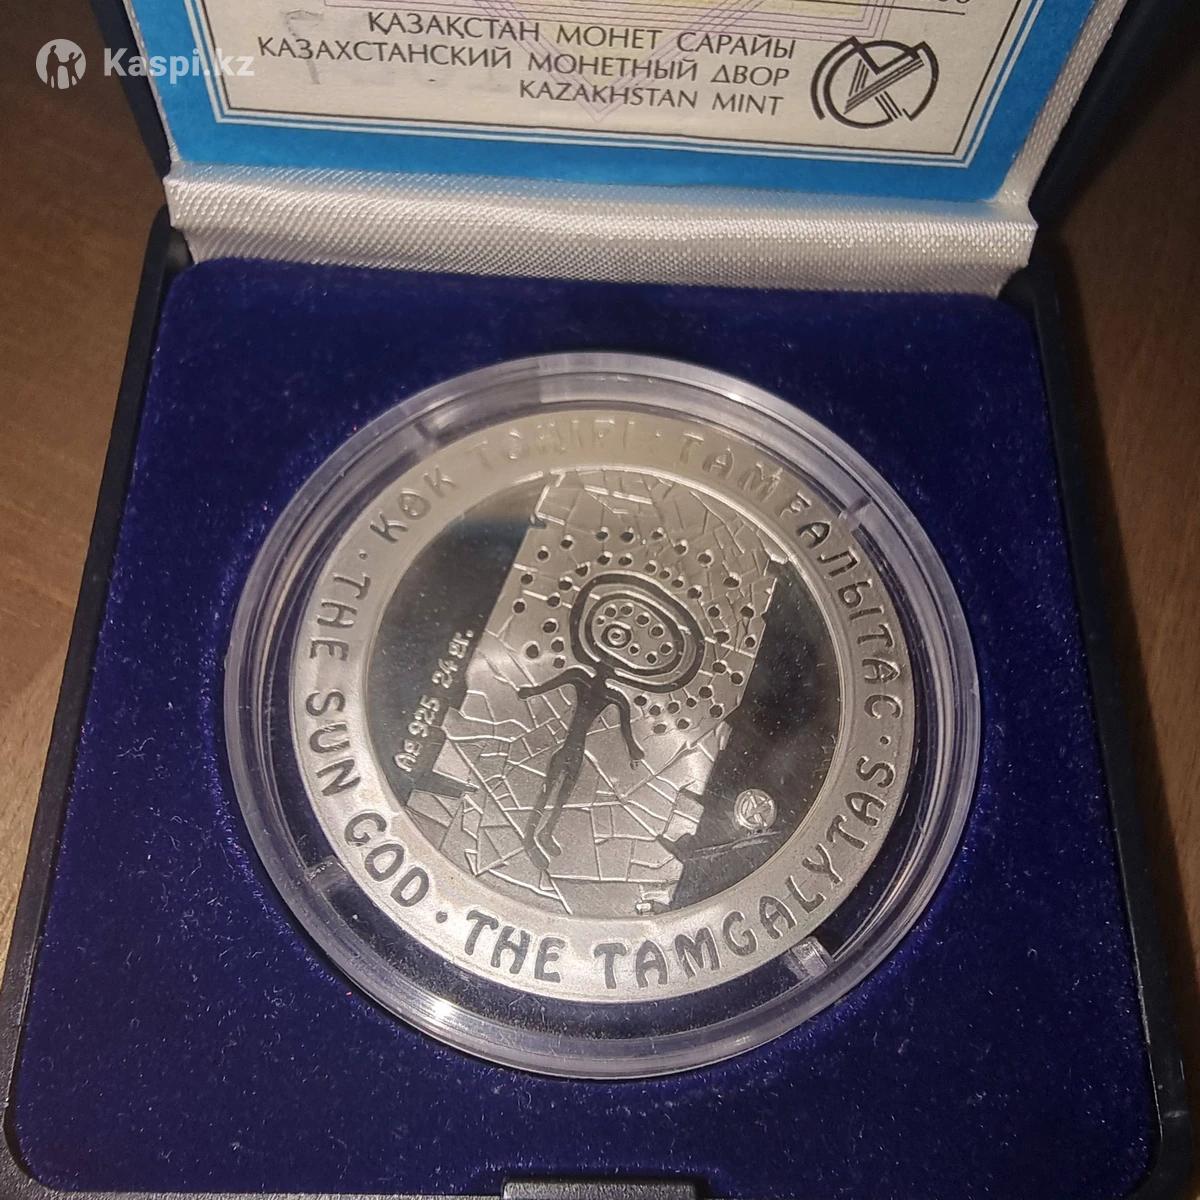 Kaspi.kz
ҚАЗАҚСТАН МОНЕТ САРАЙЫ
КАЗАХСТАНСКИЙ МОНЕТНЫЙ ДВОР
KAZAKHSTAN MINT
КӨК ТӘҢІРІ · ТАМҒАЛЫТАС ·
THE SUN GOD · THE TAMGALYTAS ·
Ag 925 24 gr.